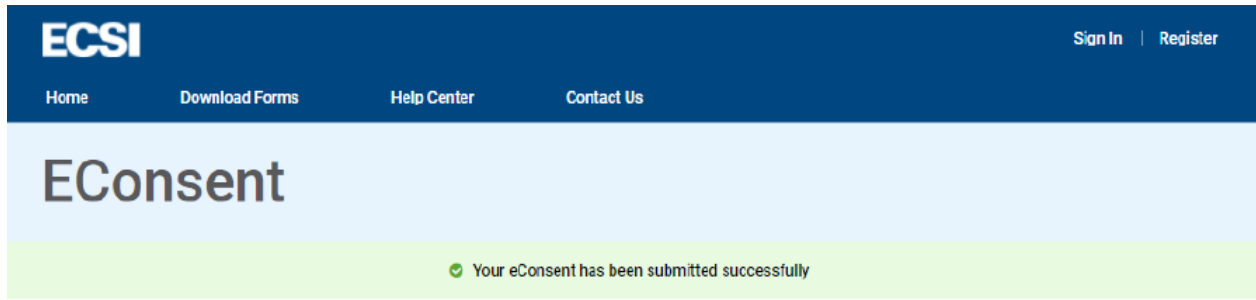 ECSI
Sign In | Register
Home Download Forms Help Center Contact Us
EConsent
Your eConsent has been submitted successfully